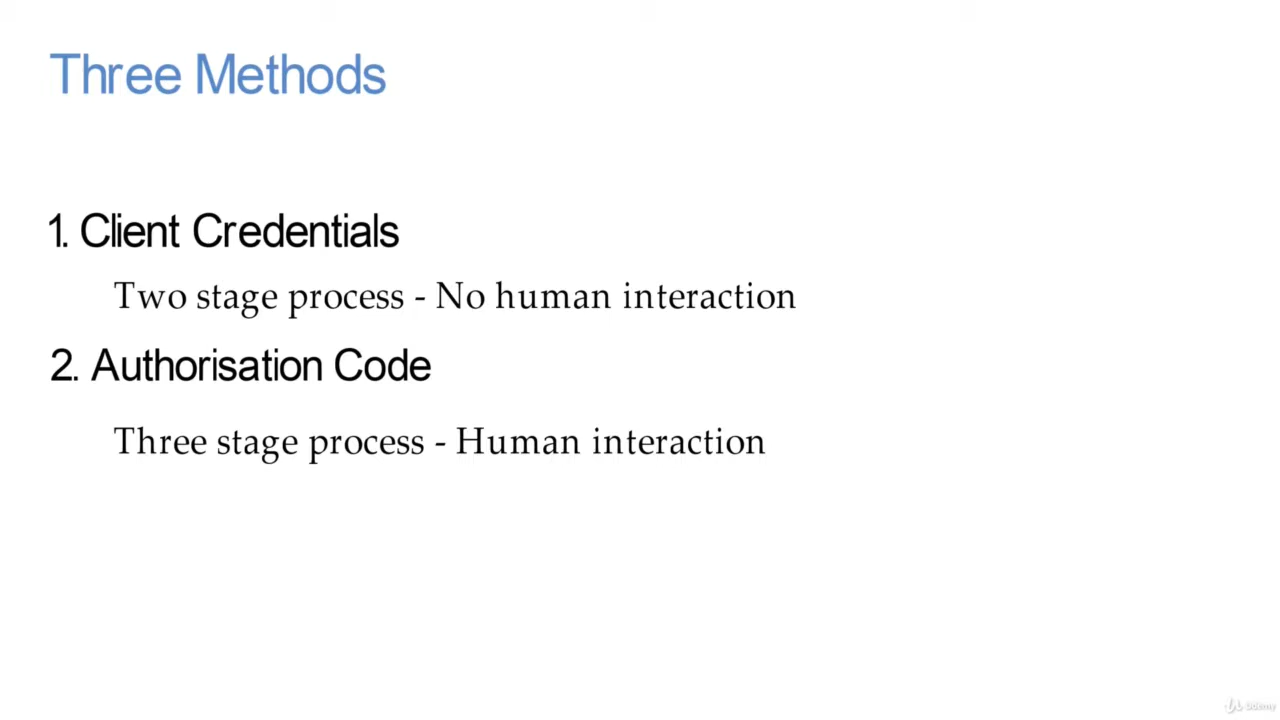 Three Methods
1. Client Credentials
Two stage process - No human interaction
2. Authorisation Code
Three stage process - Human interaction
Udemy